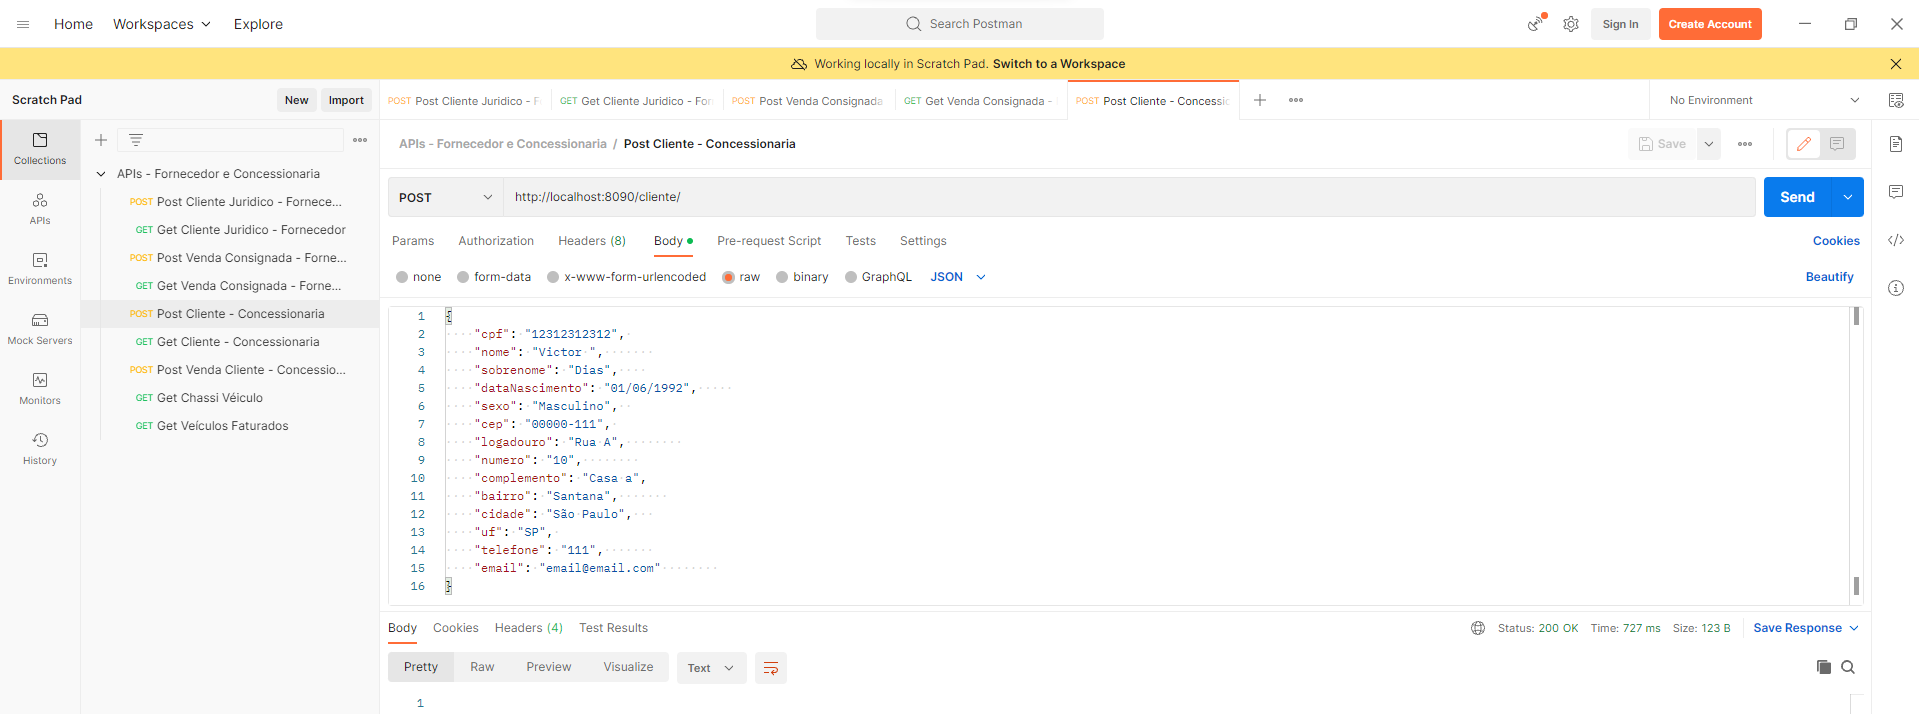 Home Workspaces Explore Search Postman Sign In Create Account
Working locally in Scratch Pad. Switch to a Workspace
Scratch Pad New Import
POST Post Cliente Juridico - F GET Get Cliente Juridico - For POST Post Venda Consignada GET Get Venda Consignada - POST Post Cliente - Concessio No Environment
Collections
APIs
Environments
Mock Servers
Monitors
History
APIs - Fornecedor e Concessionaria
POST Post Cliente Juridico - Fornece...
GET Get Cliente Juridico - Fornecedor
POST Post Venda Consignada - Forne...
GET Get Venda Consignada - Forne...
POST Post Cliente - Concessionaria
GET Get Cliente - Concessionaria
POST Post Venda Cliente - Concessio...
GET Get Chassi Véiculo
GET Get Veículos Faturados
APIs - Fornecedor e Concessionaria / Post Cliente - Concessionaria Save
POST http://localhost:8090/cliente/ Send
Params Authorization Headers (8) Body Pre-request Script Tests Settings Cookies
none form-data x-www-form-urlencoded raw binary GraphQL JSON Beautify
1 {
2 "cpf": "12312312312",
3 "nome": "Victor ",
4 "sobrenome": "Dias",
5 "dataNascimento": "01/06/1992",
6 "sexo": "Masculino",
7 "cep": "00000-111",
8 "logadouro": "Rua A",
9 "numero": "10",
10 "complemento": "Casa a",
11 "bairro": "Santana",
12 "cidade": "São Paulo",
13 "uf": "SP",
14 "telefone": "111",
15 "email": "email@email.com"
16 }
Body Cookies Headers (4) Test Results Status: 200 OK Time: 727 ms Size: 123 B Save Response
Pretty Raw Preview Visualize Text
1